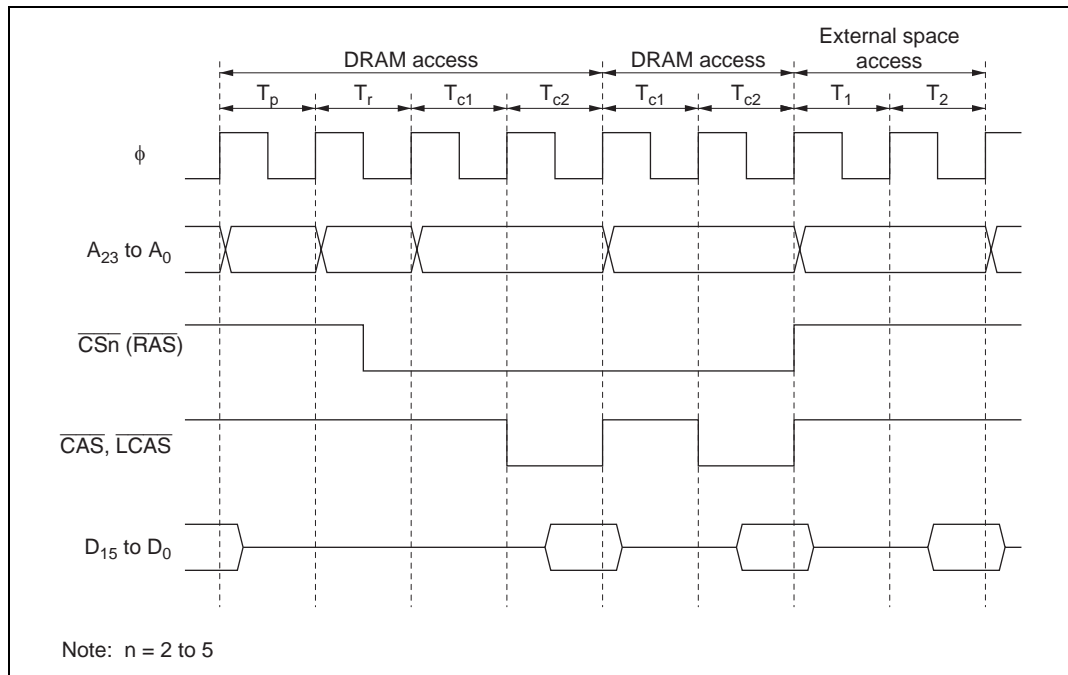 DRAM access DRAM access External space access
Tp Tr Tc1 Tc2 Tc1 Tc2 T1 T2
φ
A23 to A0
CSn (RAS)
CAS, LCAS
D15 to D0
Note: n = 2 to 5